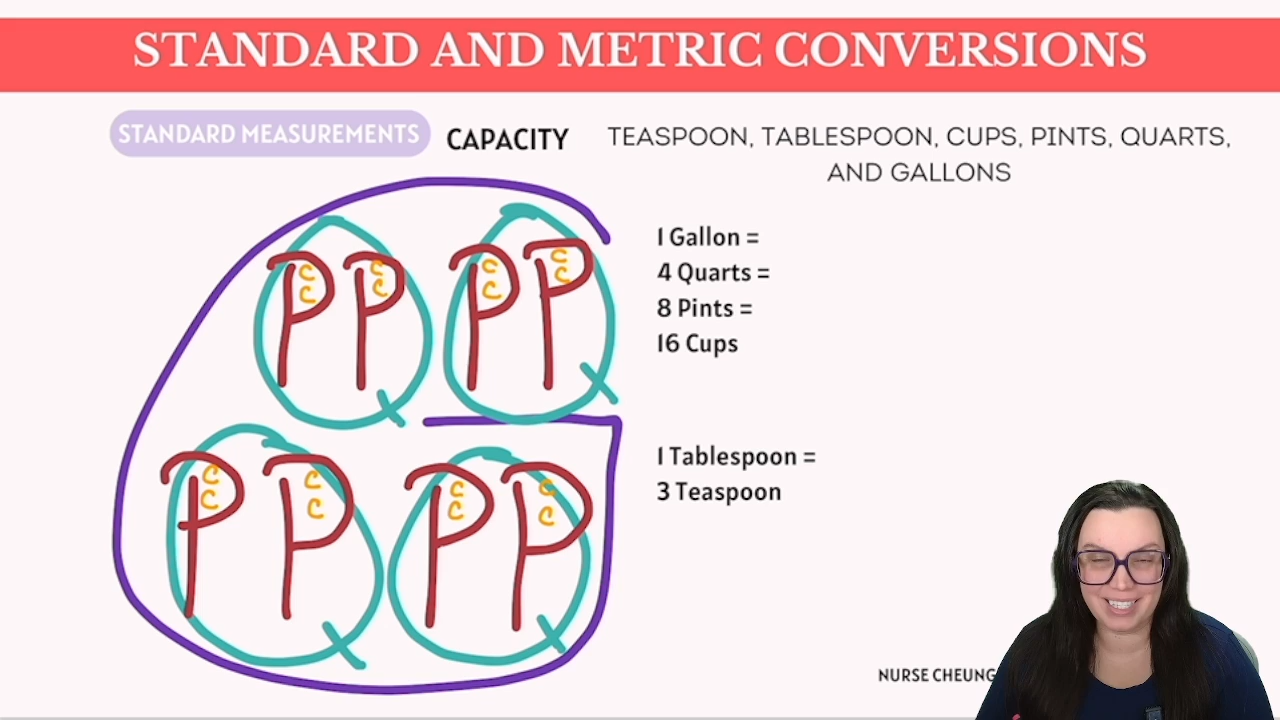 STANDARD AND METRIC CONVERSIONS
STANDARD MEASUREMENTS
CAPACITY
TEASPOON, TABLESPOON, CUPS, PINTS, QUARTS,
AND GALLONS
P P P P
C C C C
C C C C
Q Q
P P P P
C C C C
C C C C
Q Q
G
1 Gallon =
4 Quarts =
8 Pints =
16 Cups
1 Tablespoon =
3 Teaspoon
NURSE CHEUNG